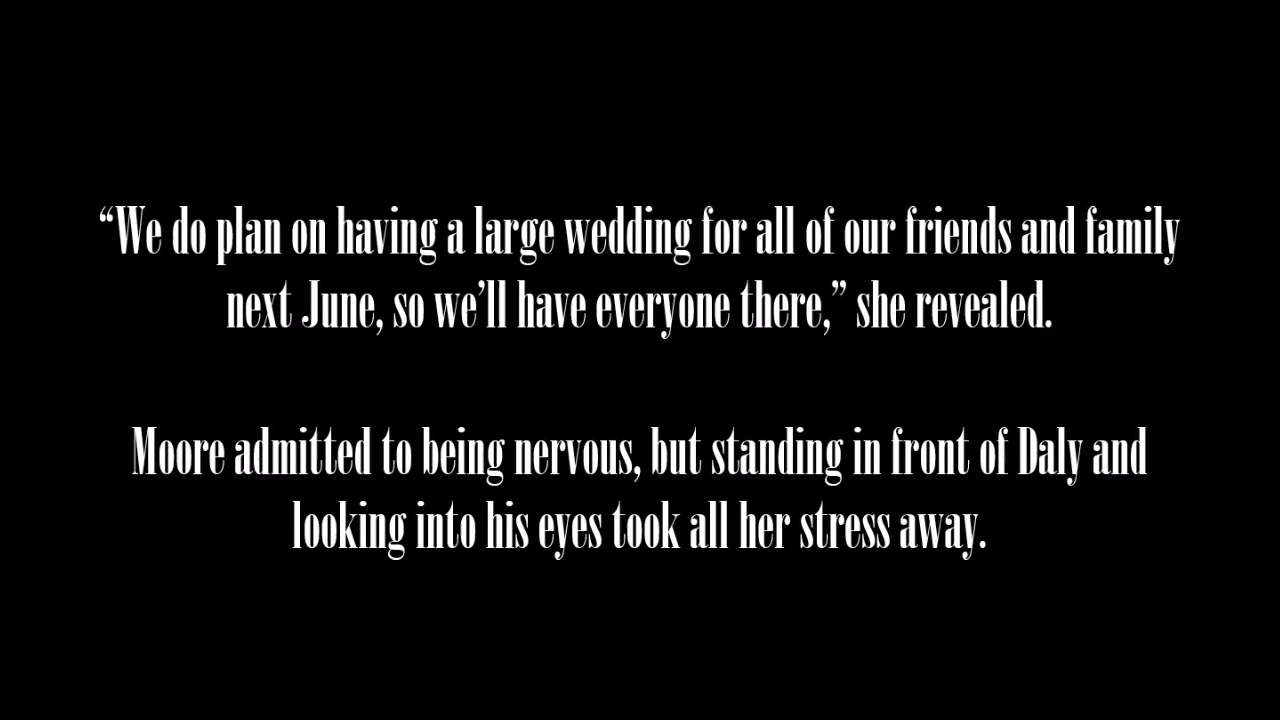 “We do plan on having a large wedding for all of our friends and family
next June, so we’ll have everyone there,” she revealed.
Moore admitted to being nervous, but standing in front of Daly and
looking into his eyes took all her stress away.